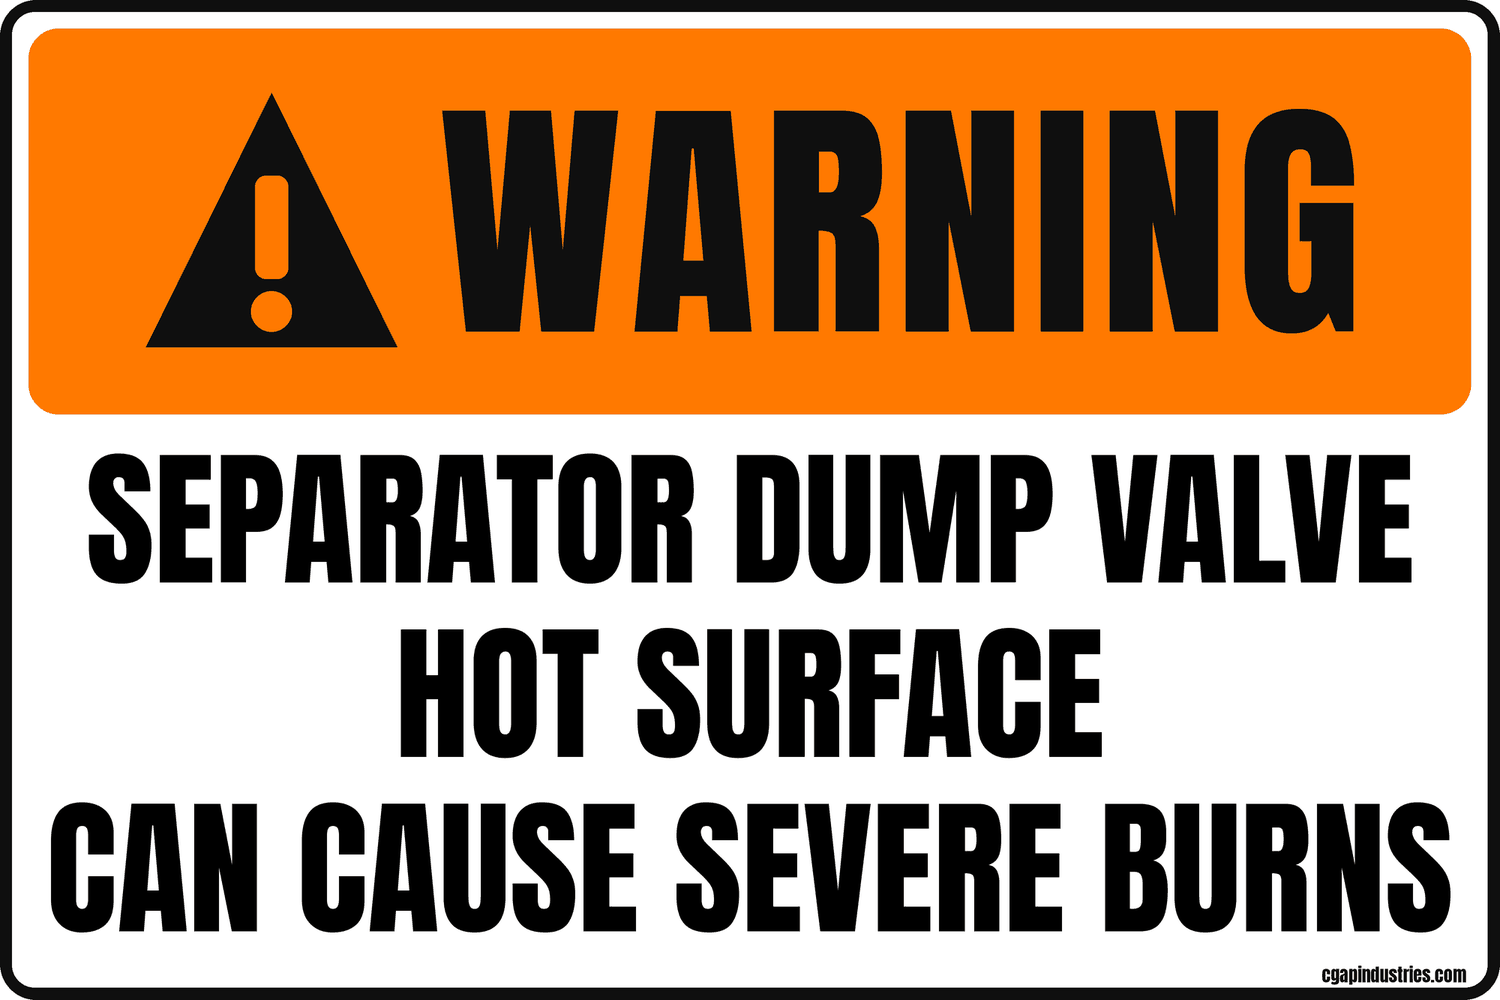 WARNING
SEPARATOR DUMP VALVE
HOT SURFACE
CAN CAUSE SEVERE BURNS
cgapindustries.com